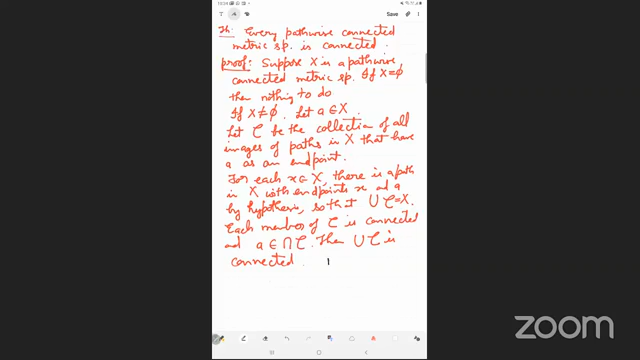 Save
Th: Every pathwise connected
metric sp. is connected.
proof: Suppose X is a pathwise
connected metric sp. If X=ϕ
then nothing to do
If X≠ϕ. Let a ∈ X.
Let C be the collection of all
images of paths in X that have
a as an endpoint.
For each x ∈ X, there is a path
in X with endpoints x and a
by hypothesis, so that ∪ C = X.
Each member of C is connected
and a ∈ ∩ C. Then ∪ C is
connected.
zoom